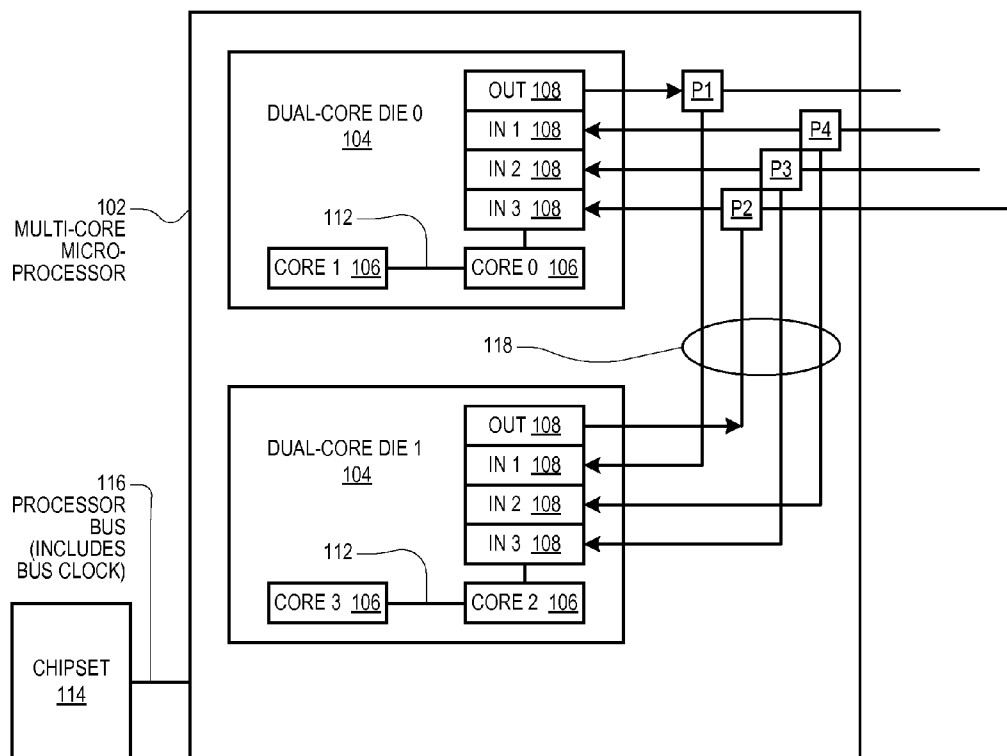 DUAL-CORE DIE 0
104
OUT 108
IN 1 108
IN 2 108
IN 3 108
112
CORE 1 106
CORE 0 106
P1
P4
P3
P2
102
MULTI-CORE
MICRO-
PROCESSOR
118
DUAL-CORE DIE 1
104
OUT 108
IN 1 108
IN 2 108
IN 3 108
112
CORE 3 106
CORE 2 106
116
PROCESSOR
BUS
(INCLUDES
BUS CLOCK)
CHIPSET
114